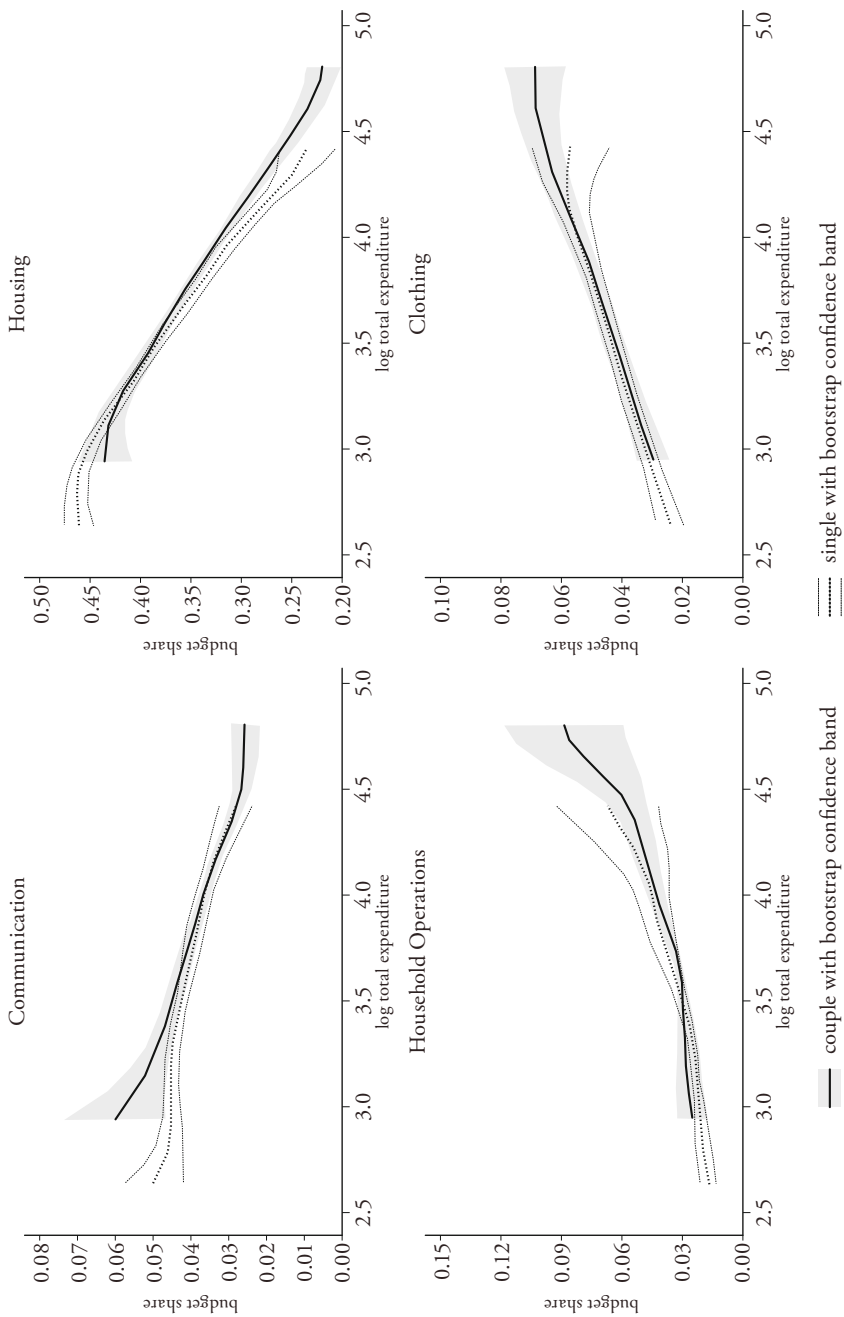 Communication
budget share
0.08
0.07
0.06
0.05
0.04
0.03
0.02
0.01
0.00
2.5 3.0 3.5 4.0 4.5 5.0
log total expenditure
Housing
budget share
0.50
0.45
0.40
0.35
0.30
0.25
0.20
2.5 3.0 3.5 4.0 4.5 5.0
log total expenditure
Household Operations
budget share
0.15
0.12
0.09
0.06
0.03
0.00
2.5 3.0 3.5 4.0 4.5 5.0
log total expenditure
Clothing
budget share
0.10
0.08
0.06
0.04
0.02
0.00
2.5 3.0 3.5 4.0 4.5 5.0
log total expenditure
couple with bootstrap confidence band
single with bootstrap confidence band